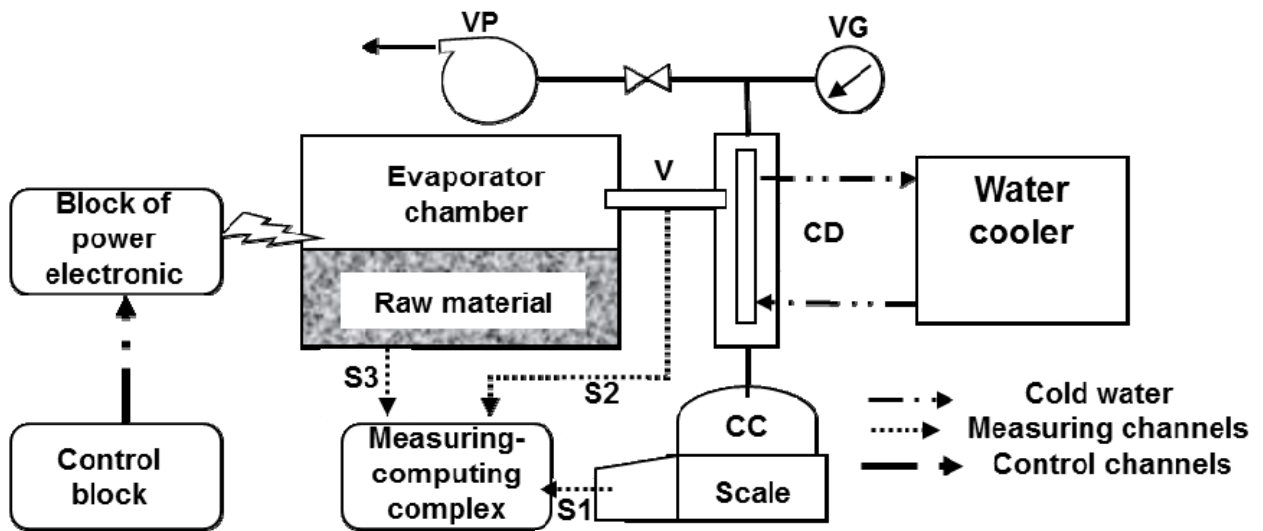 VP
VG
Evaporator
chamber
V
Water
cooler
Block of
power
electronic
CD
Raw material
S3
S2
Cold water
Measuring channels
Control channels
CC
Control
block
Measuring-
computing
complex
S1
Scale